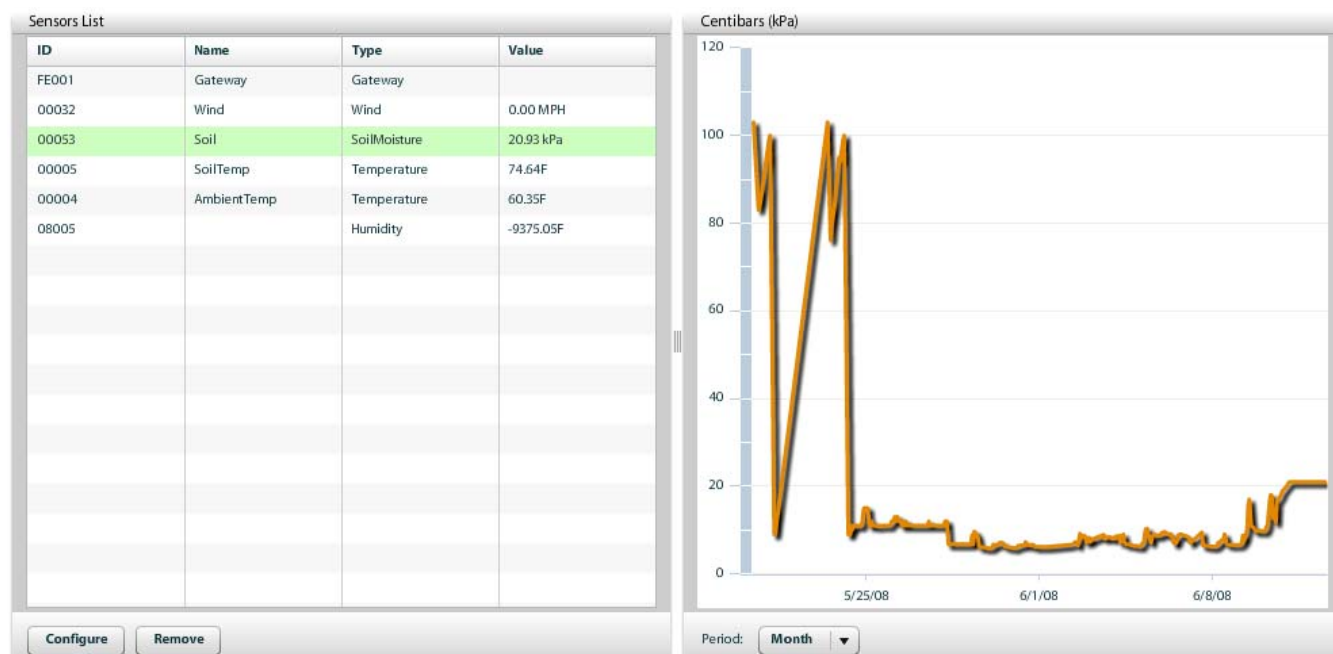 Sensors List
ID Name Type Value
FE001 Gateway Gateway
00032 Wind Wind 0.00 MPH
00053 Soil SoilMoisture 20.93 kPa
00005 SoilTemp Temperature 74.64F
00004 AmbientTemp Temperature 60.35F
08005 Humidity -9375.05F
Configure Remove
Centibars (kPa)
120
100
80
60
40
20
0
5/25/08 6/1/08 6/8/08
Period: Month